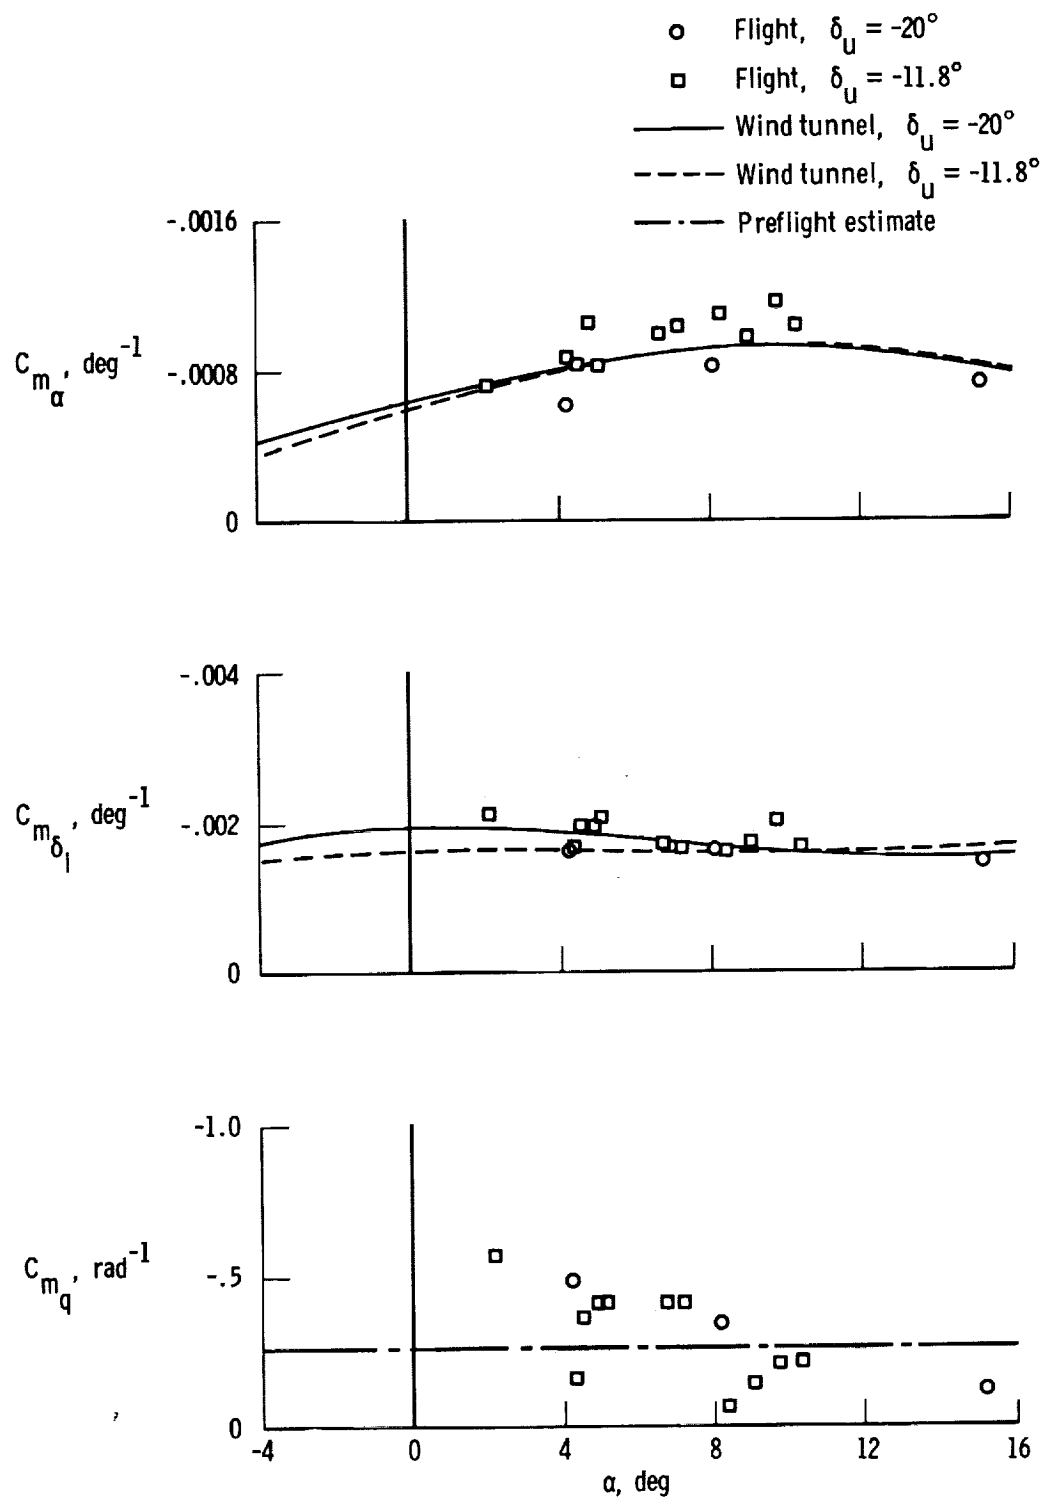 Flight, δu = -20°
Flight, δu = -11.8°
Wind tunnel, δu = -20°
Wind tunnel, δu = -11.8°
Preflight estimate
-.0016
Cmα, deg-1
-.0008
0
-.004
Cmδl, deg-1
-.002
0
-1.0
Cmq, rad-1
-.5
0
-4 0 4 8 12 16
α, deg